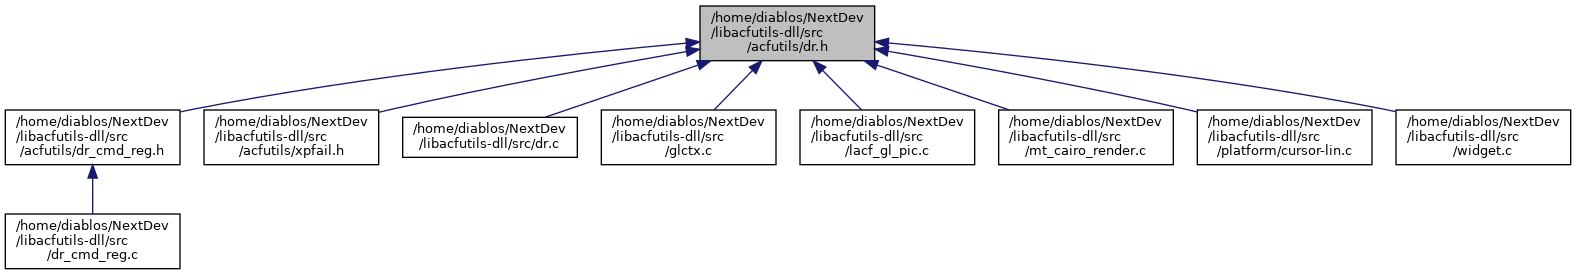 /home/diablos/NextDev
/libacfutils-dll/src
/acfutils/dr.h
/home/diablos/NextDev
/libacfutils-dll/src
/acfutils/dr_cmd_reg.h
/home/diablos/NextDev
/libacfutils-dll/src
/acfutils/xpfail.h
/home/diablos/NextDev
/libacfutils-dll/src/dr.c
/home/diablos/NextDev
/libacfutils-dll/src
/glctx.c
/home/diablos/NextDev
/libacfutils-dll/src
/lacf_gl_pic.c
/home/diablos/NextDev
/libacfutils-dll/src
/mt_cairo_render.c
/home/diablos/NextDev
/libacfutils-dll/src
/platform/cursor-lin.c
/home/diablos/NextDev
/libacfutils-dll/src
/widget.c
/home/diablos/NextDev
/libacfutils-dll/src
/dr_cmd_reg.c